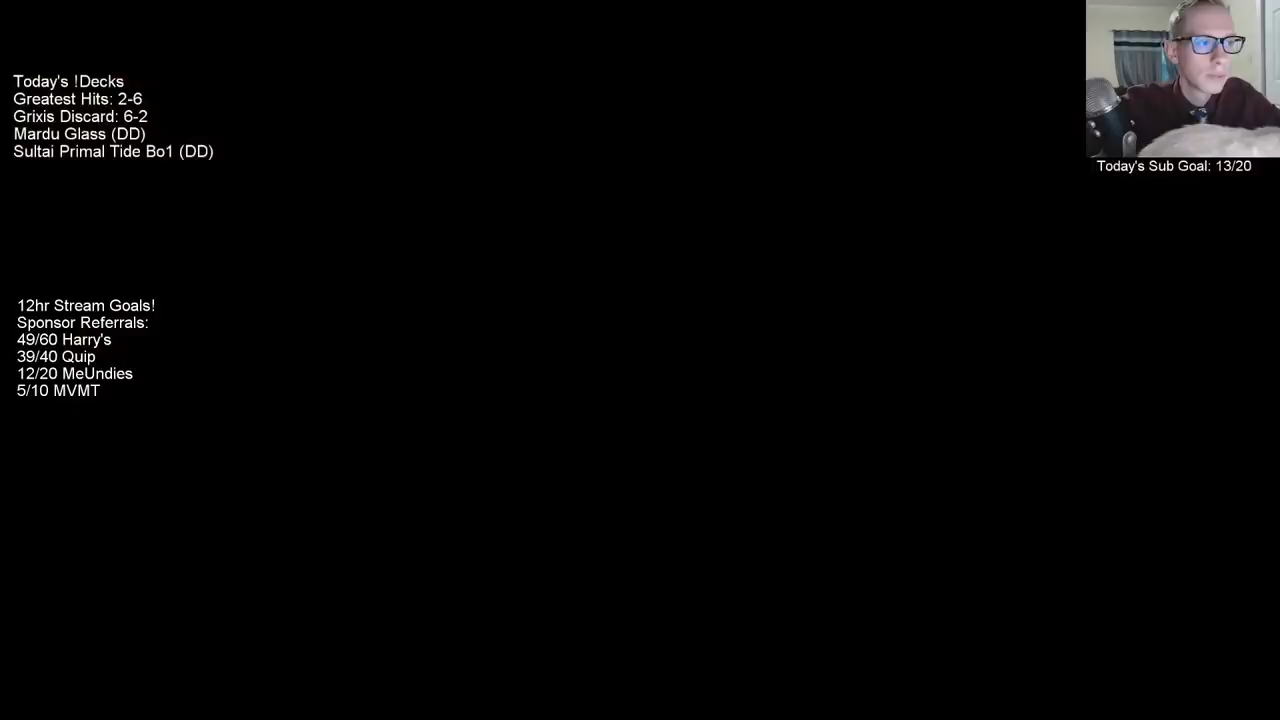 Today's !Decks
Greatest Hits: 2-6
Grixis Discard: 6-2
Mardu Glass (DD)
Sultai Primal Tide Bo1 (DD)
Today's Sub Goal: 13/20
12hr Stream Goals!
Sponsor Referrals:
49/60 Harry's
39/40 Quip
12/20 MeUndies
5/10 MVMT